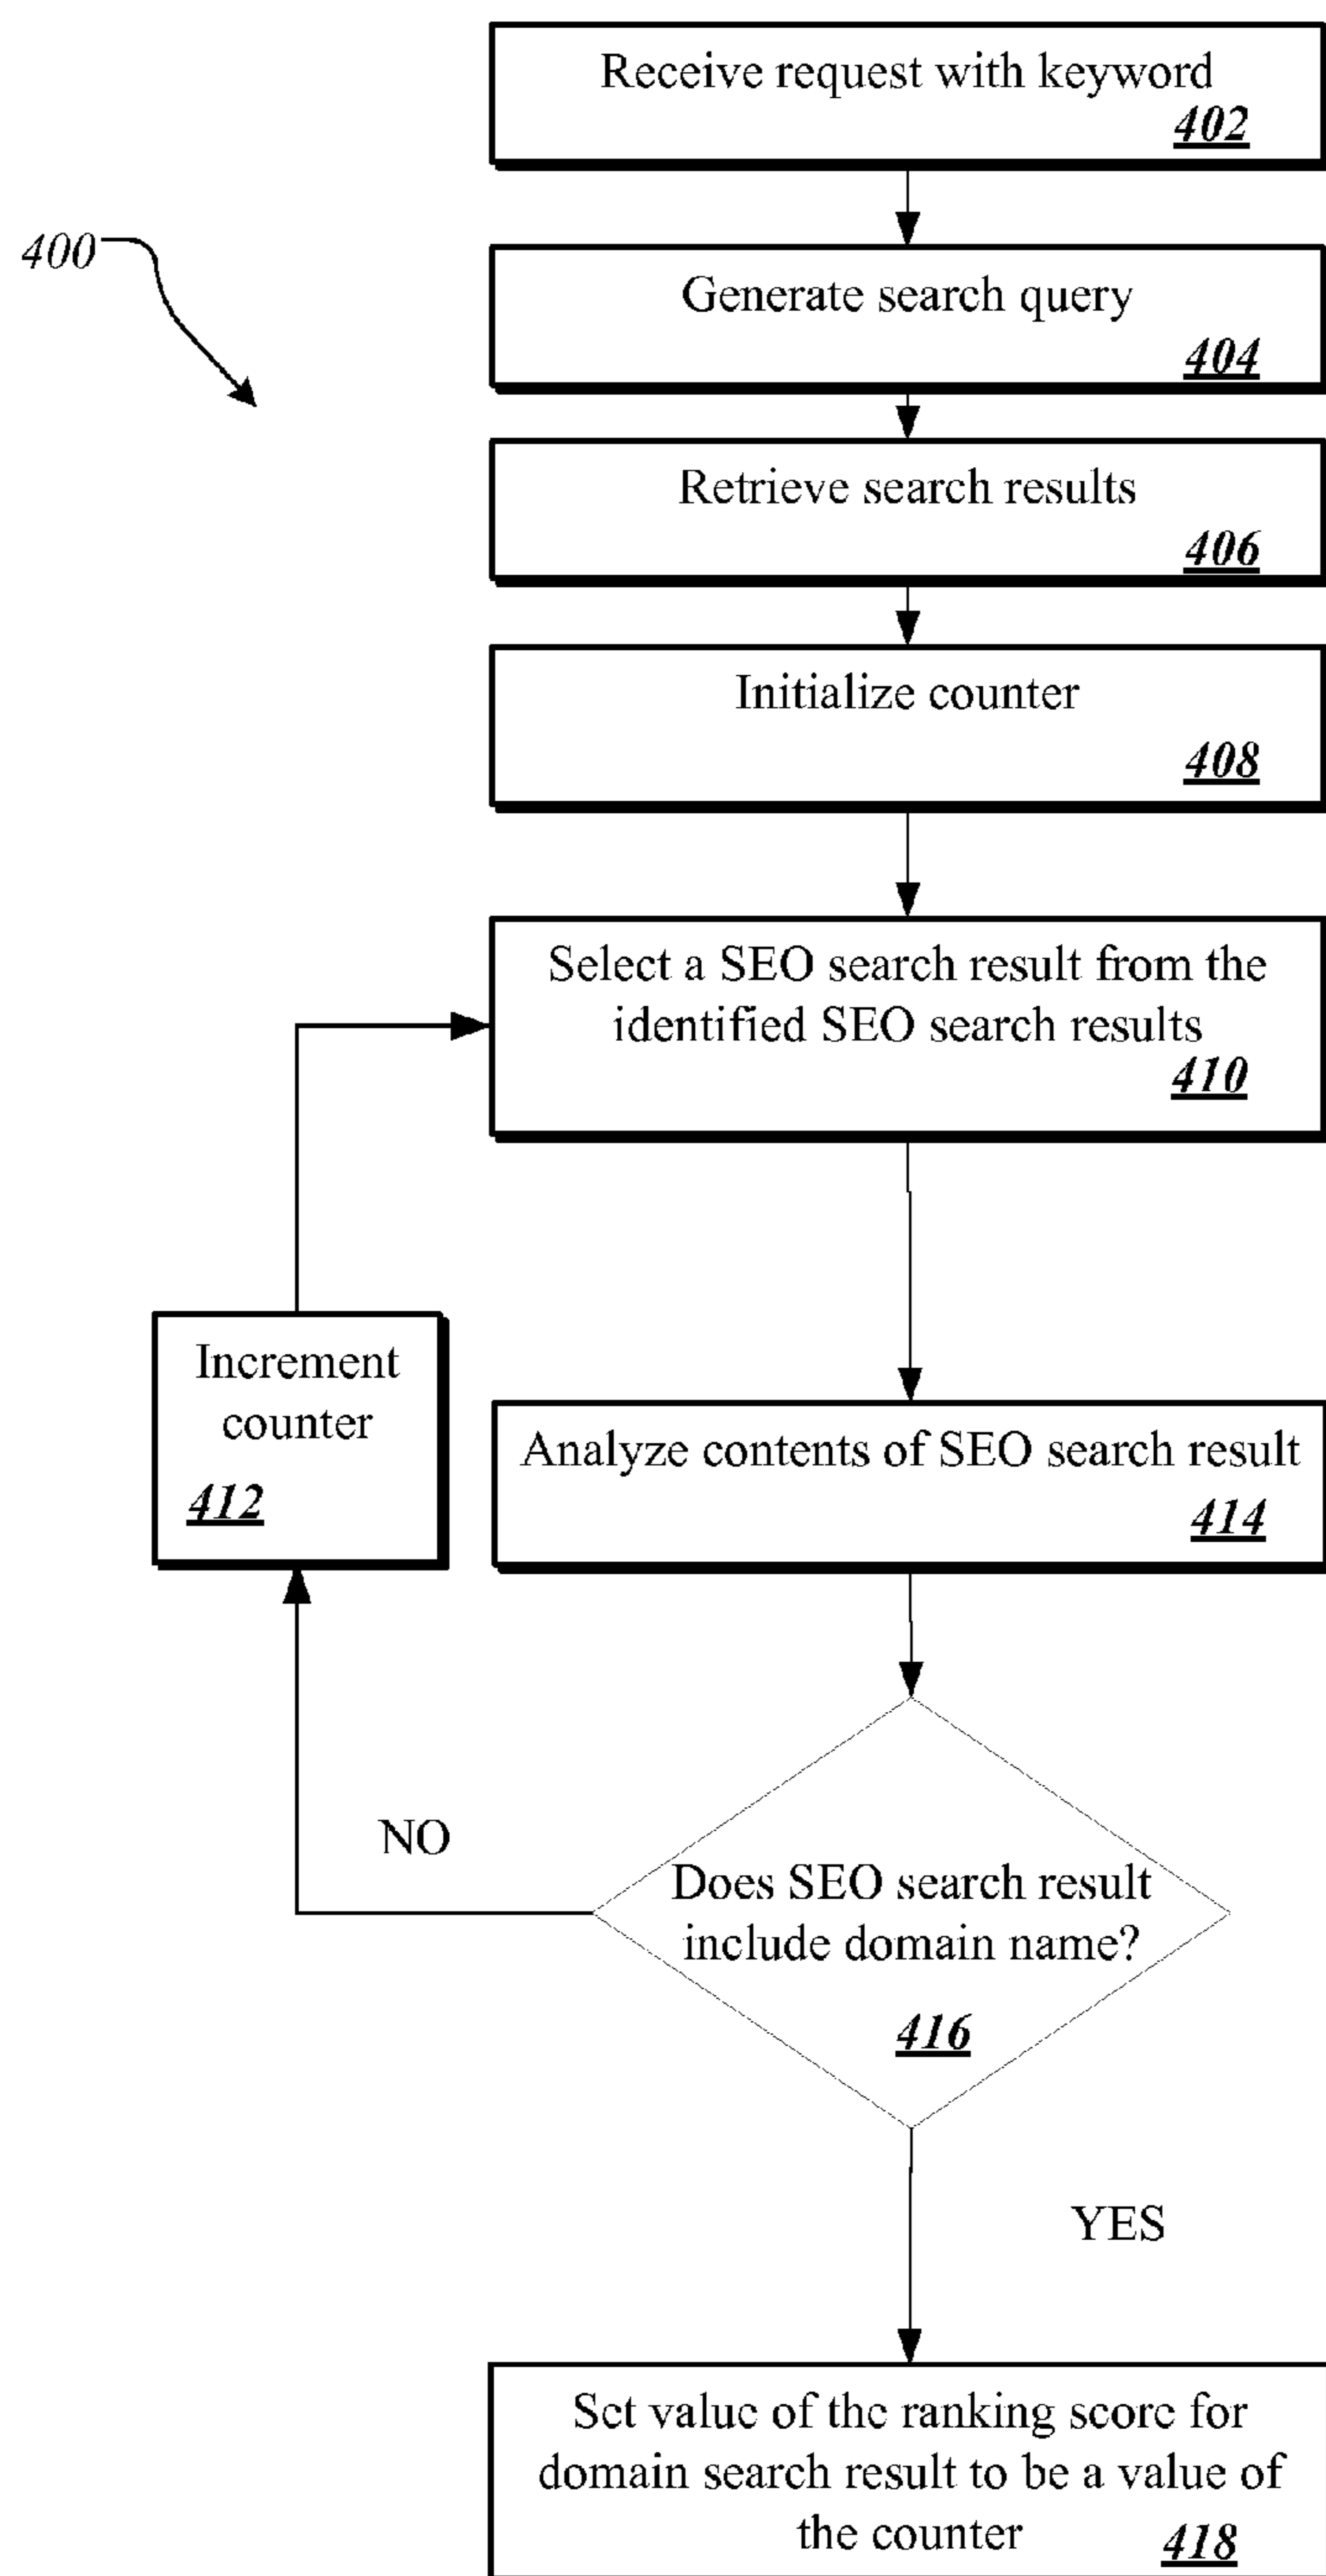 Receive request with keyword
402
400
Generate search query
404
Retrieve search results
406
Initialize counter
408
Select a SEO search result from the
identified SEO search results
410
Increment
counter
412
Analyze contents of SEO search result
414
NO
Does SEO search result
include domain name?
416
YES
Set value of the ranking score for
domain search result to be a value of
the counter 418